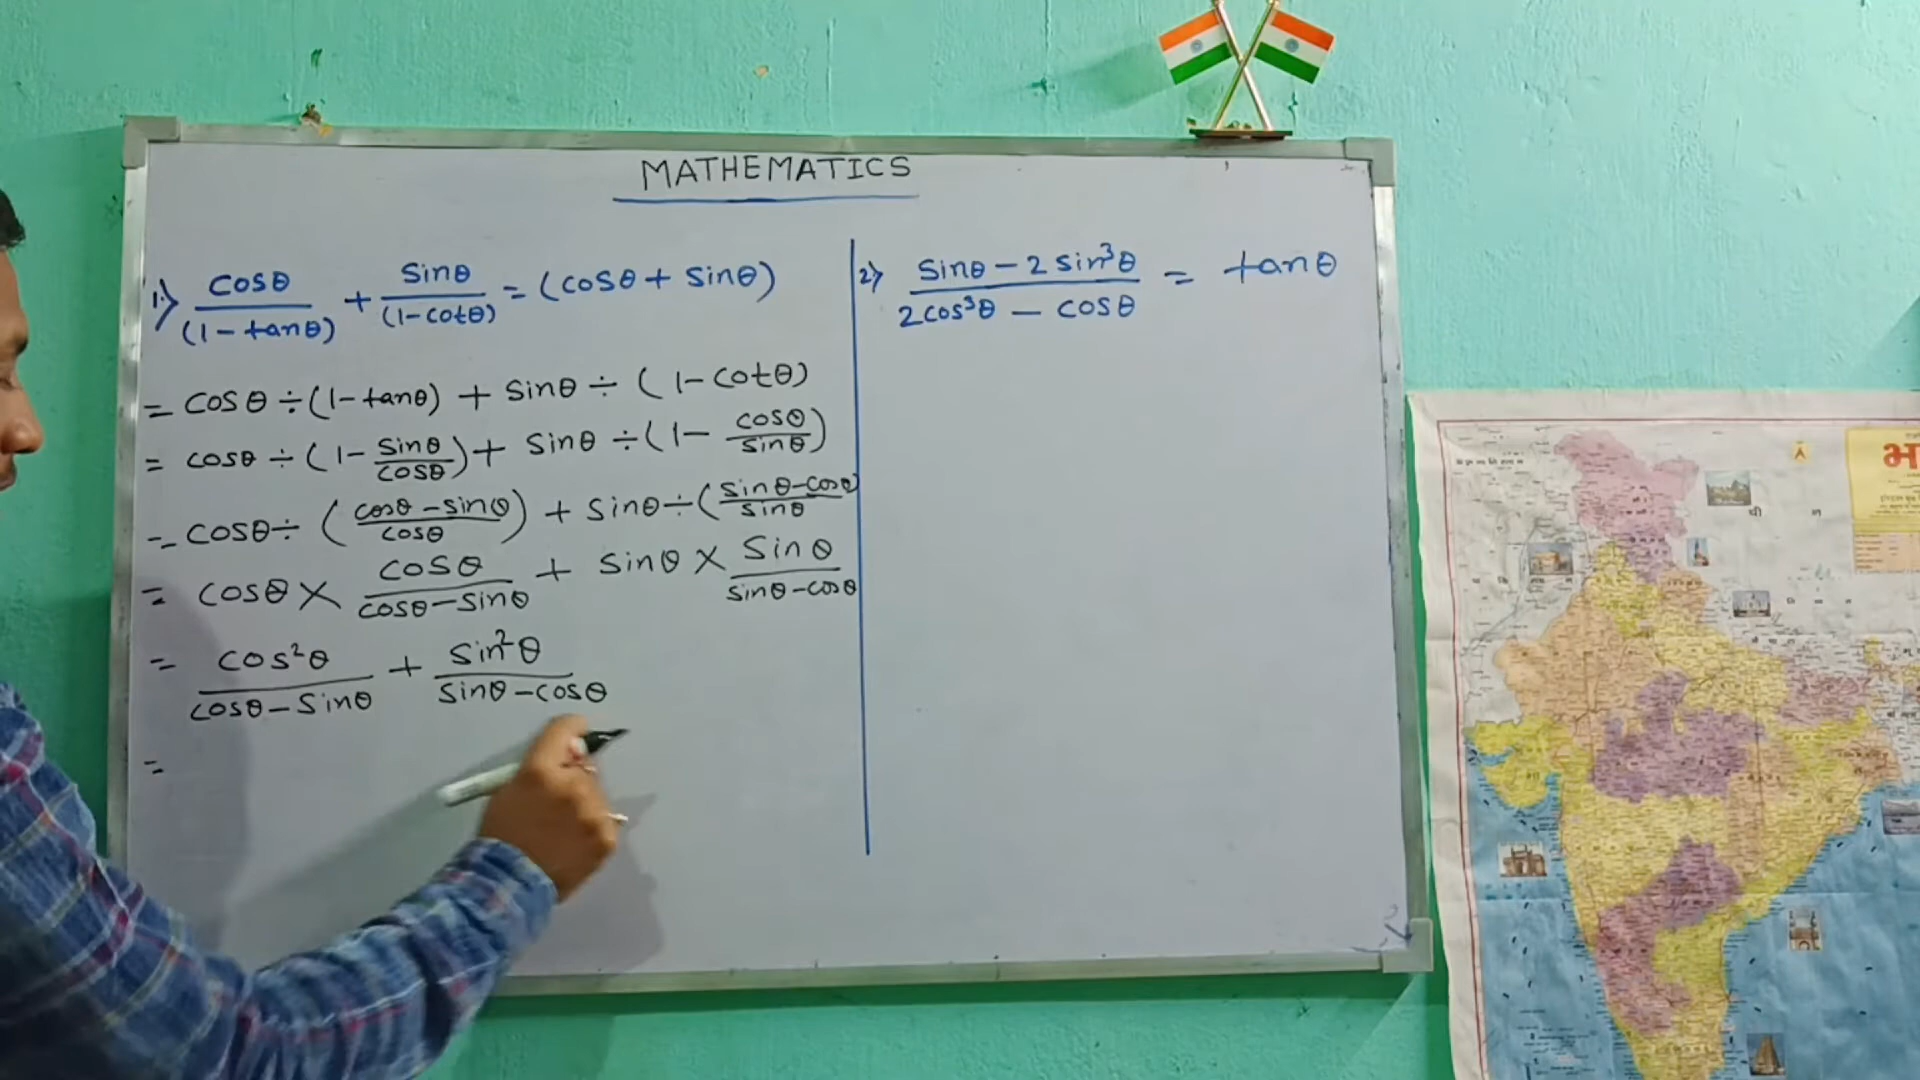 MATHEMATICS
1.) cosθ/(1-tanθ) + sinθ/(1-cotθ) = (cosθ + sinθ)
= cosθ ÷ (1-tanθ) + sinθ ÷ (1-cotθ)
= cosθ ÷ (1- sinθ/cosθ) + sinθ ÷ (1- cosθ/sinθ)
= cosθ ÷ (cosθ-sinθ/cosθ) + sinθ ÷ (sinθ-cosθ/sinθ
= cosθ × cosθ/cosθ-sinθ + sinθ × sinθ/sinθ-cosθ
= cos²θ/cosθ-sinθ + sin²θ/sinθ-cosθ
=
2) sinθ-2 sin³θ/2cos³θ - cosθ = tanθ
भ